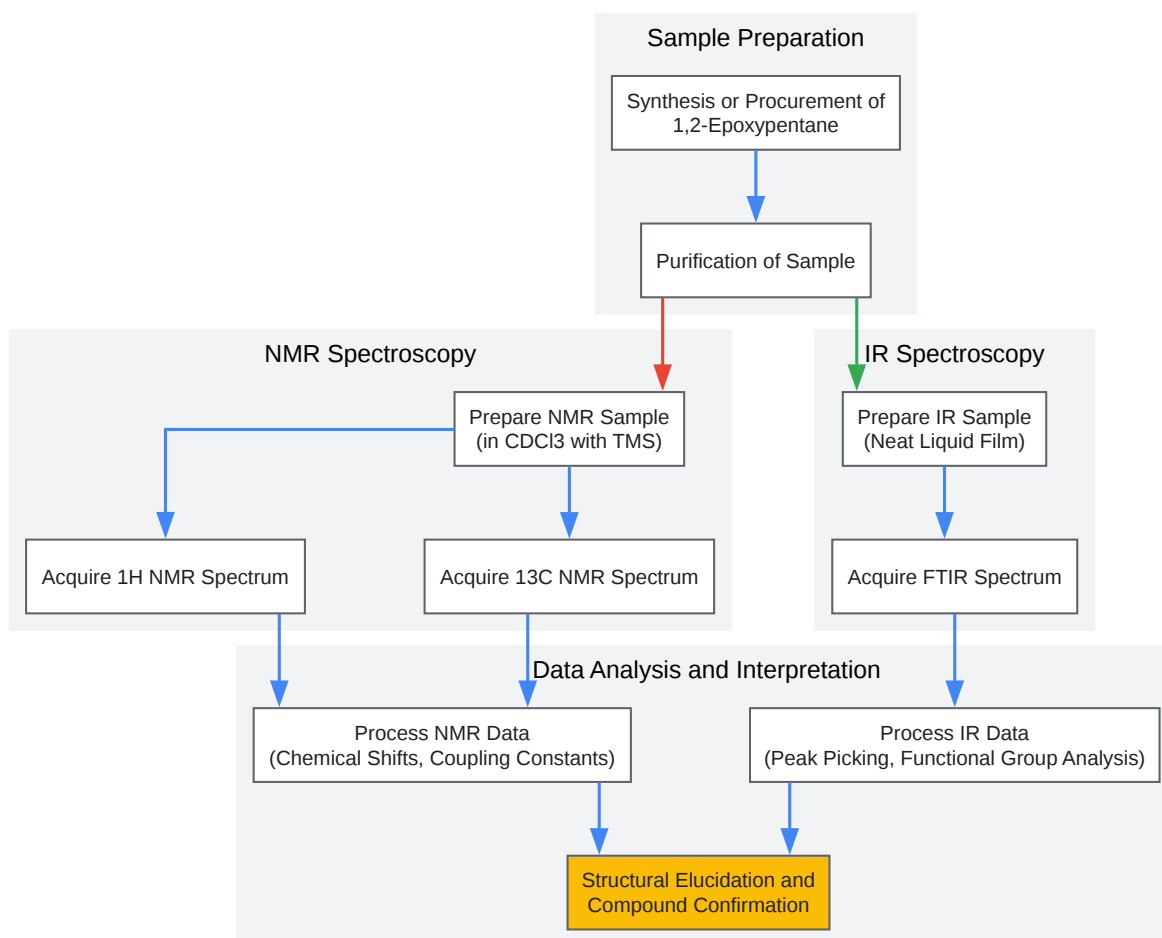 Sample Preparation
Synthesis or Procurement of
1,2-Epoxypentane
Purification of Sample
NMR Spectroscopy
IR Spectroscopy
Prepare NMR Sample
(in CDCl3 with TMS)
Prepare IR Sample
(Neat Liquid Film)
Acquire 1H NMR Spectrum
Acquire 13C NMR Spectrum
Acquire FTIR Spectrum
Data Analysis and Interpretation
Process NMR Data
(Chemical Shifts, Coupling Constants)
Process IR Data
(Peak Picking, Functional Group Analysis)
Structural Elucidation and
Compound Confirmation